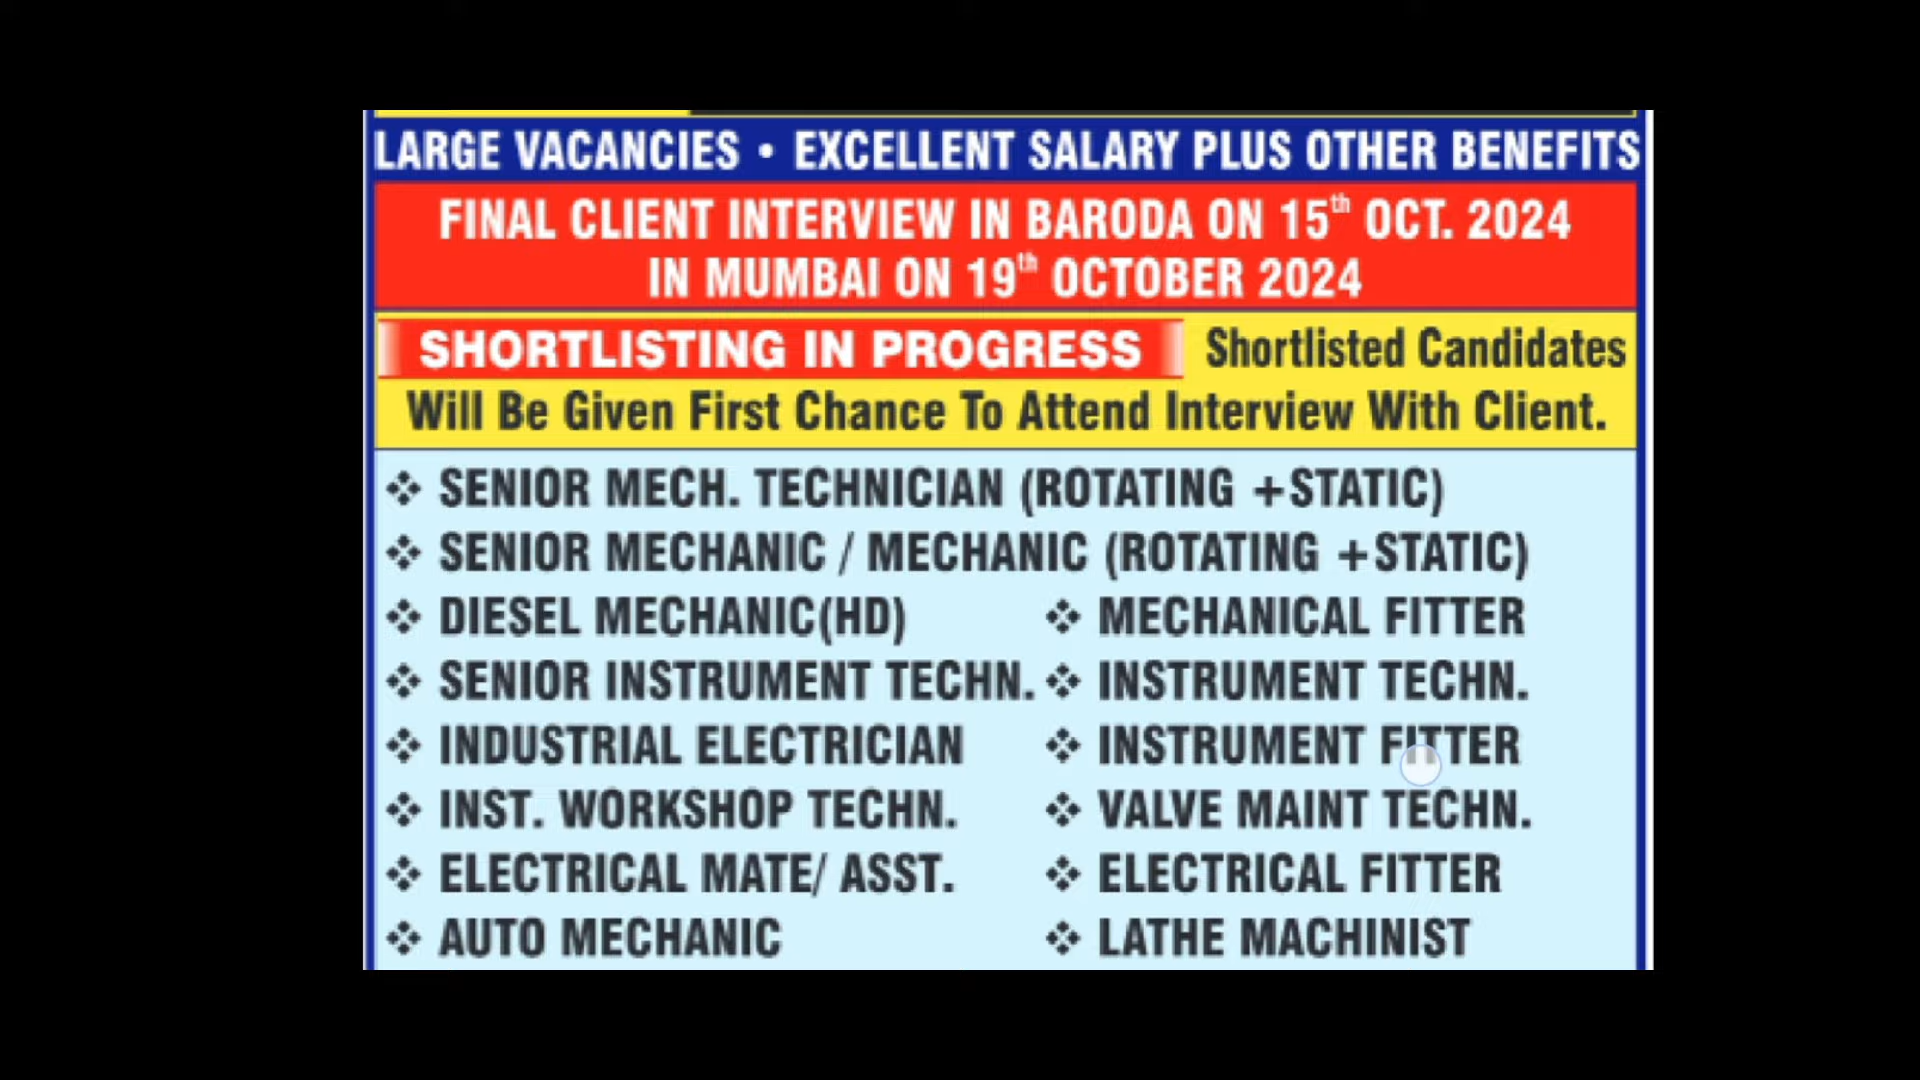 LARGE VACANCIES • EXCELLENT SALARY PLUS OTHER BENEFITS
FINAL CLIENT INTERVIEW IN BARODA ON 15th OCT. 2024
IN MUMBAI ON 19th OCTOBER 2024
SHORTLISTING IN PROGRESS Shortlisted Candidates
Will Be Given First Chance To Attend Interview With Client.
❖ SENIOR MECH. TECHNICIAN (ROTATING +STATIC)
❖ SENIOR MECHANIC / MECHANIC (ROTATING +STATIC)
❖ DIESEL MECHANIC(HD) ❖ MECHANICAL FITTER
❖ SENIOR INSTRUMENT TECHN. ❖ INSTRUMENT TECHN.
❖ INDUSTRIAL ELECTRICIAN ❖ INSTRUMENT FITTER
❖ INST. WORKSHOP TECHN. ❖ VALVE MAINT TECHN.
❖ ELECTRICAL MATE/ ASST. ❖ ELECTRICAL FITTER
❖ AUTO MECHANIC ❖ LATHE MACHINIST